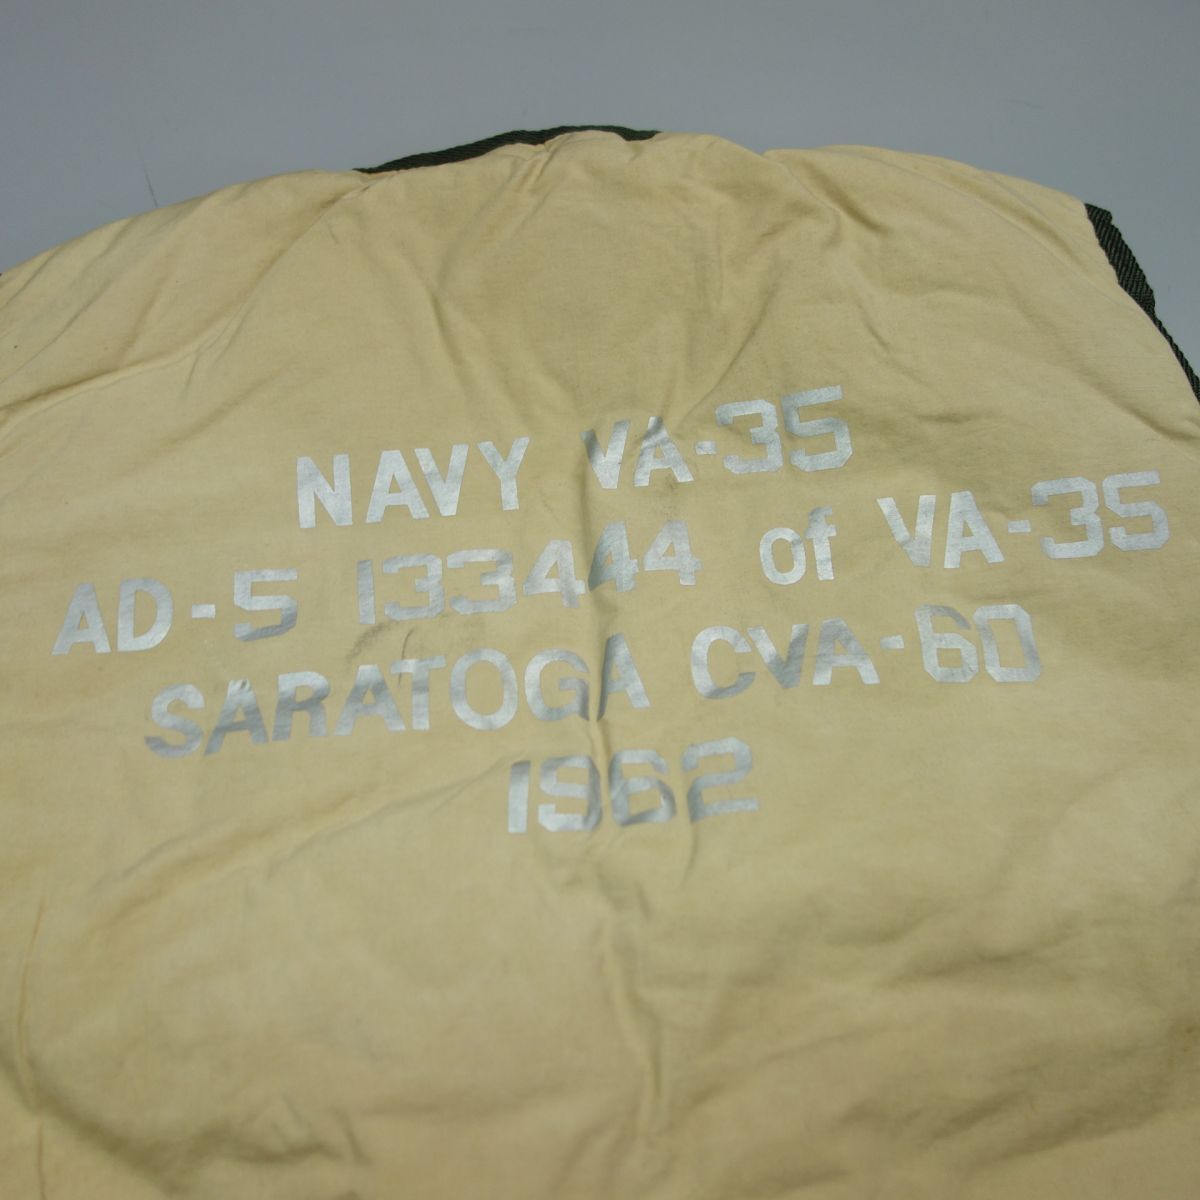 NAVY VA-35
AD-5 133444 of VA-35
SARATOGA CVA-60
1962